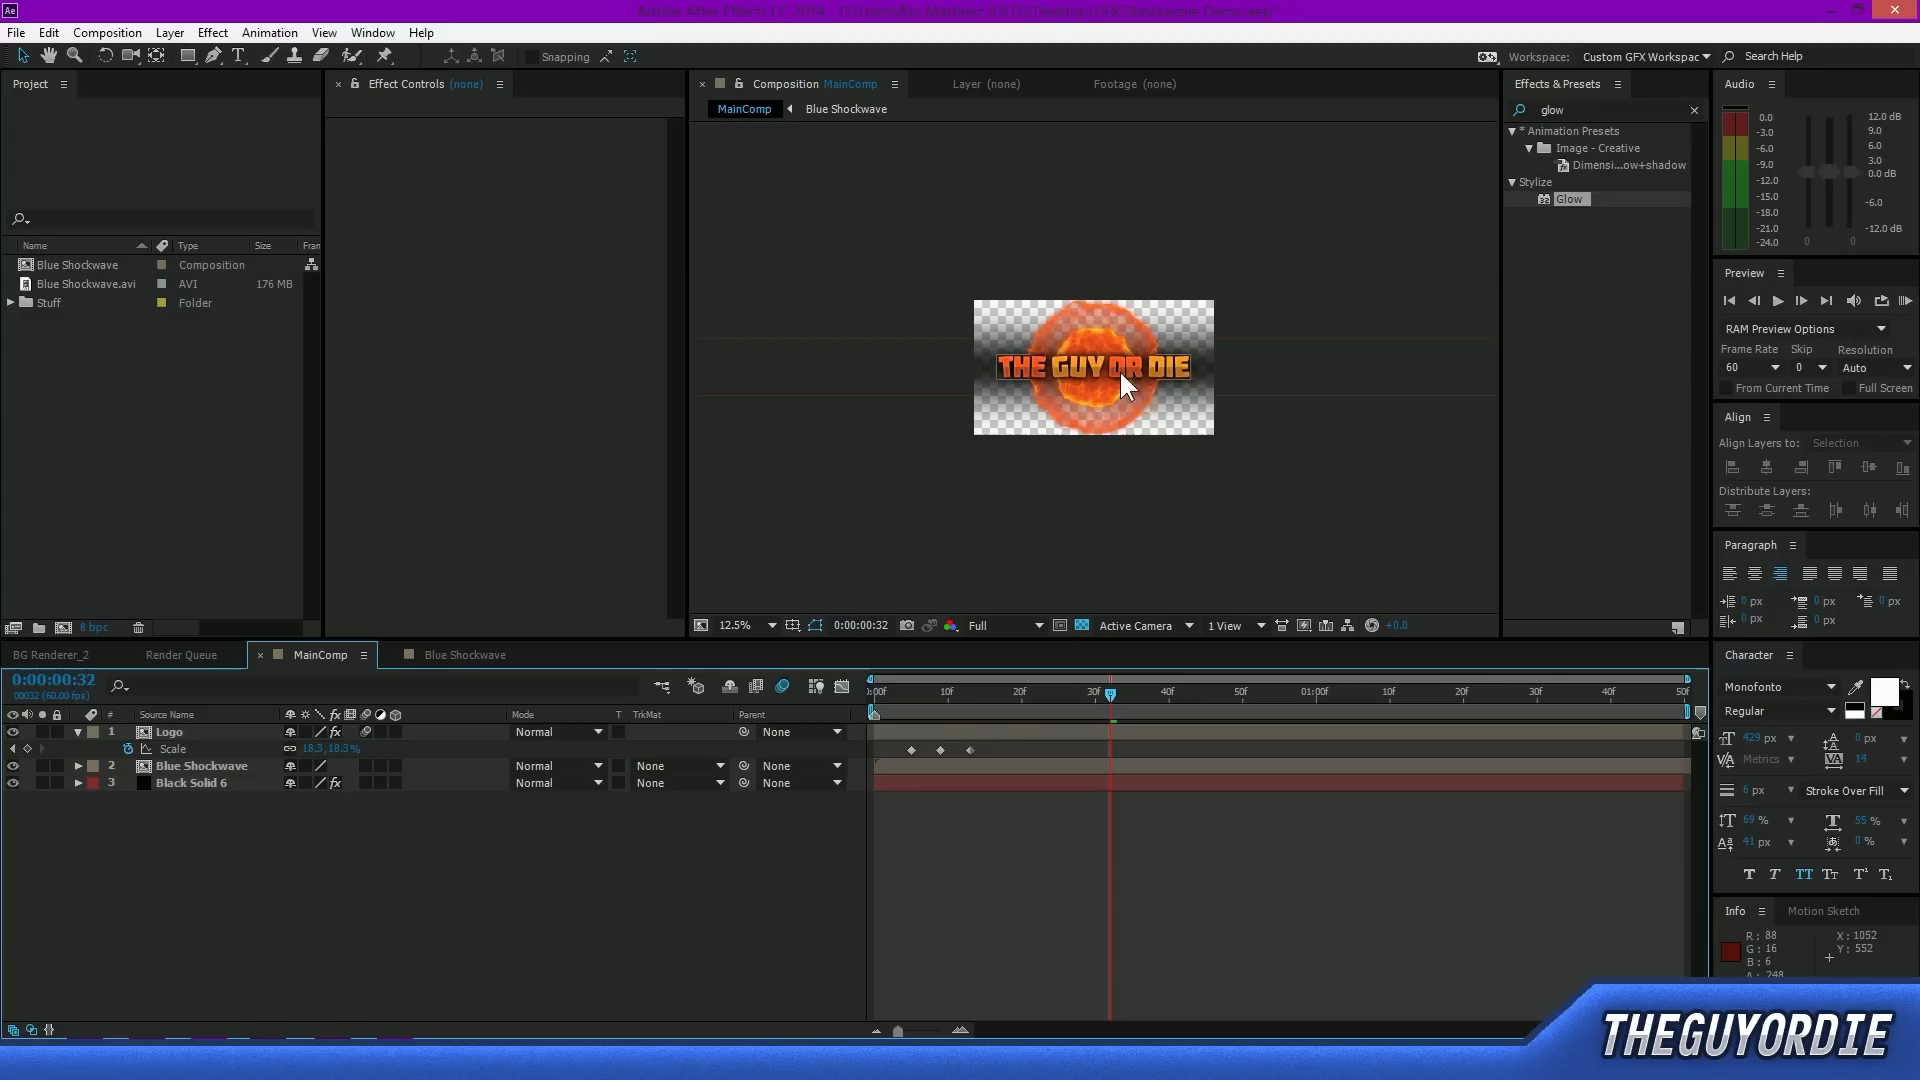 Adobe After Effects CC 2014 -
File Edit Composition Layer Effect Animation View Window Help
Snapping
Workspace: Custom GFX Workspac Search Help
Project
Effect Controls (none)
Composition MainComp
Layer (none)
Footage (none)
MainComp Blue Shockwave
Effects & Presets
glow
* Animation Presets
Image - Creative
Dimensi...ow+shadow
Stylize
Glow
Audio
0.0
-3.0
-6.0
-9.0
-12.0
-15.0
-18.0
-21.0
-24.0
12.0 dB
9.0
6.0
3.0
0.0 dB
-6.0
-12.0 dB
0 0
Name Type Size Fran
Blue Shockwave Composition
Blue Shockwave.avi AVI 176 MB
Stuff Folder
THE GUY OR DIE
Preview
RAM Preview Options
Frame Rate Skip Resolution
60 0 Auto
From Current Time Full Screen
Align
Align Layers to: Selection
Distribute Layers:
Paragraph
0 px 0 px 0 px
0 px 0 px
8 bpc
12.5% 0:00:00:32 Full Active Camera 1 View +0.0
BG Renderer_2 Render Queue MainComp Blue Shockwave
0:00:00:32
00032 (60.00 fps)
):00f 10f 20f 30f 40f 50f 01:00f 10f 20f 30f 40f 50f
# Source Name Mode T TrkMat Parent
1 Logo Normal None
Scale 18.3,18.3%
2 Blue Shockwave Normal None None
3 Black Solid 6 Normal None None
Character
Monofonto
Regular
429 px 0 px
Metrics 14
6 px Stroke Over Fill
69 % 55 %
41 px 0 %
T T TT Tт T¹ T₁
Info Motion Sketch
R: 88 X: 1052
G: 16 Y: 552
B: 6
A: 248
THEGUYORDIE